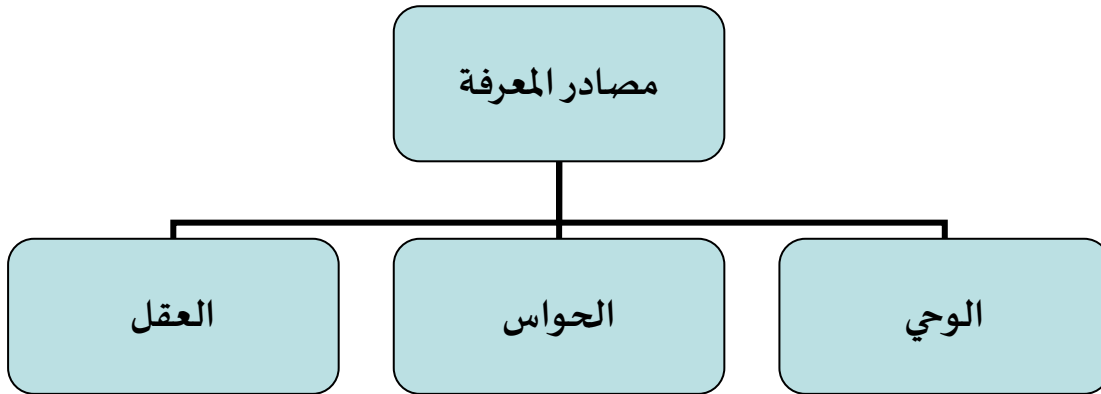 مصادر المعرفة
الوحي
الحواس
العقل